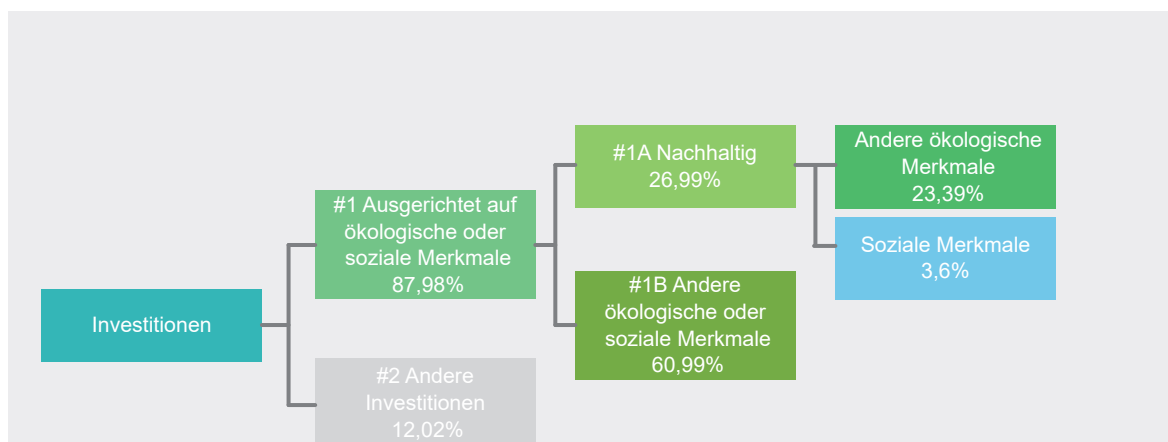 Investitionen
#1 Ausgerichtet auf
ökologische oder
soziale Merkmale
87,98%
#2 Andere
Investitionen
12,02%
#1A Nachhaltig
26,99%
#1B Andere
ökologische oder
soziale Merkmale
60,99%
Andere ökologische
Merkmale
23,39%
Soziale Merkmale
3,6%